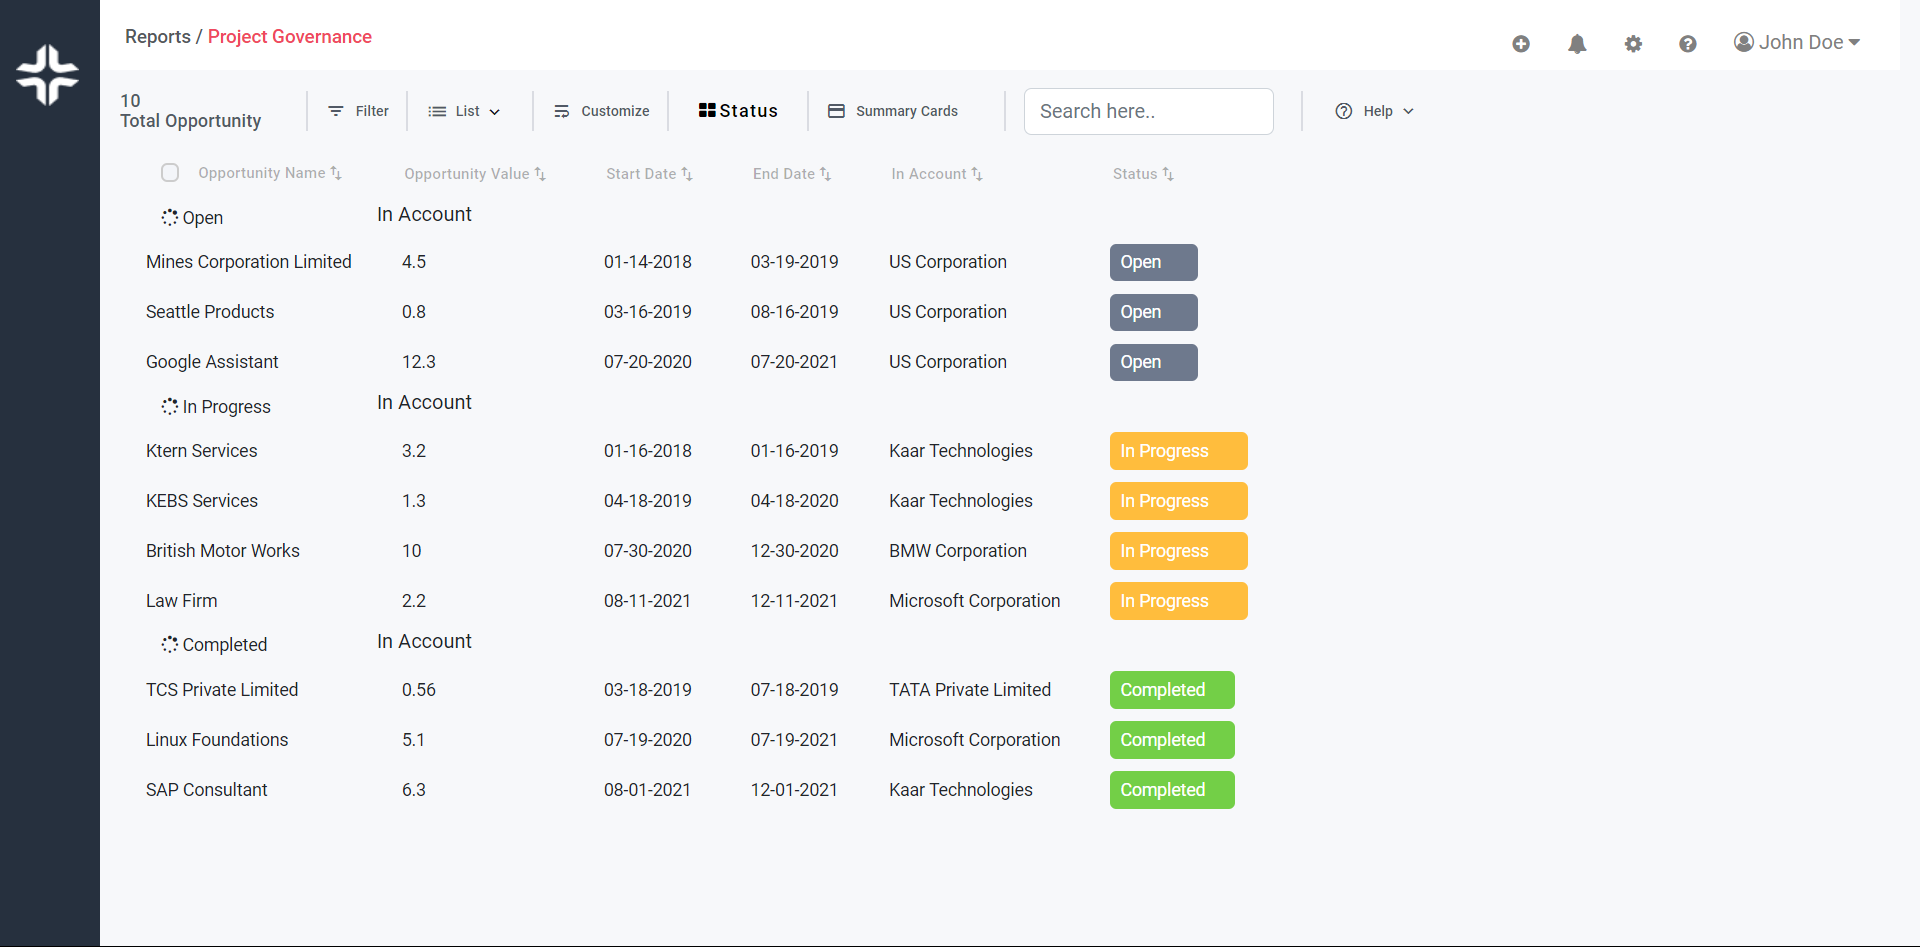 Reports / Project Governance
John Doe
10
Total Opportunity
Filter
List
Customize
Status
Summary Cards
Search here..
Help
Opportunity Name Opportunity Value Start Date End Date In Account Status
Open In Account
Mines Corporation Limited 4.5 01-14-2018 03-19-2019 US Corporation Open
Seattle Products 0.8 03-16-2019 08-16-2019 US Corporation Open
Google Assistant 12.3 07-20-2020 07-20-2021 US Corporation Open
In Progress In Account
Ktern Services 3.2 01-16-2018 01-16-2019 Kaar Technologies In Progress
KEBS Services 1.3 04-18-2019 04-18-2020 Kaar Technologies In Progress
British Motor Works 10 07-30-2020 12-30-2020 BMW Corporation In Progress
Law Firm 2.2 08-11-2021 12-11-2021 Microsoft Corporation In Progress
Completed In Account
TCS Private Limited 0.56 03-18-2019 07-18-2019 TATA Private Limited Completed
Linux Foundations 5.1 07-19-2020 07-19-2021 Microsoft Corporation Completed
SAP Consultant 6.3 08-01-2021 12-01-2021 Kaar Technologies Completed